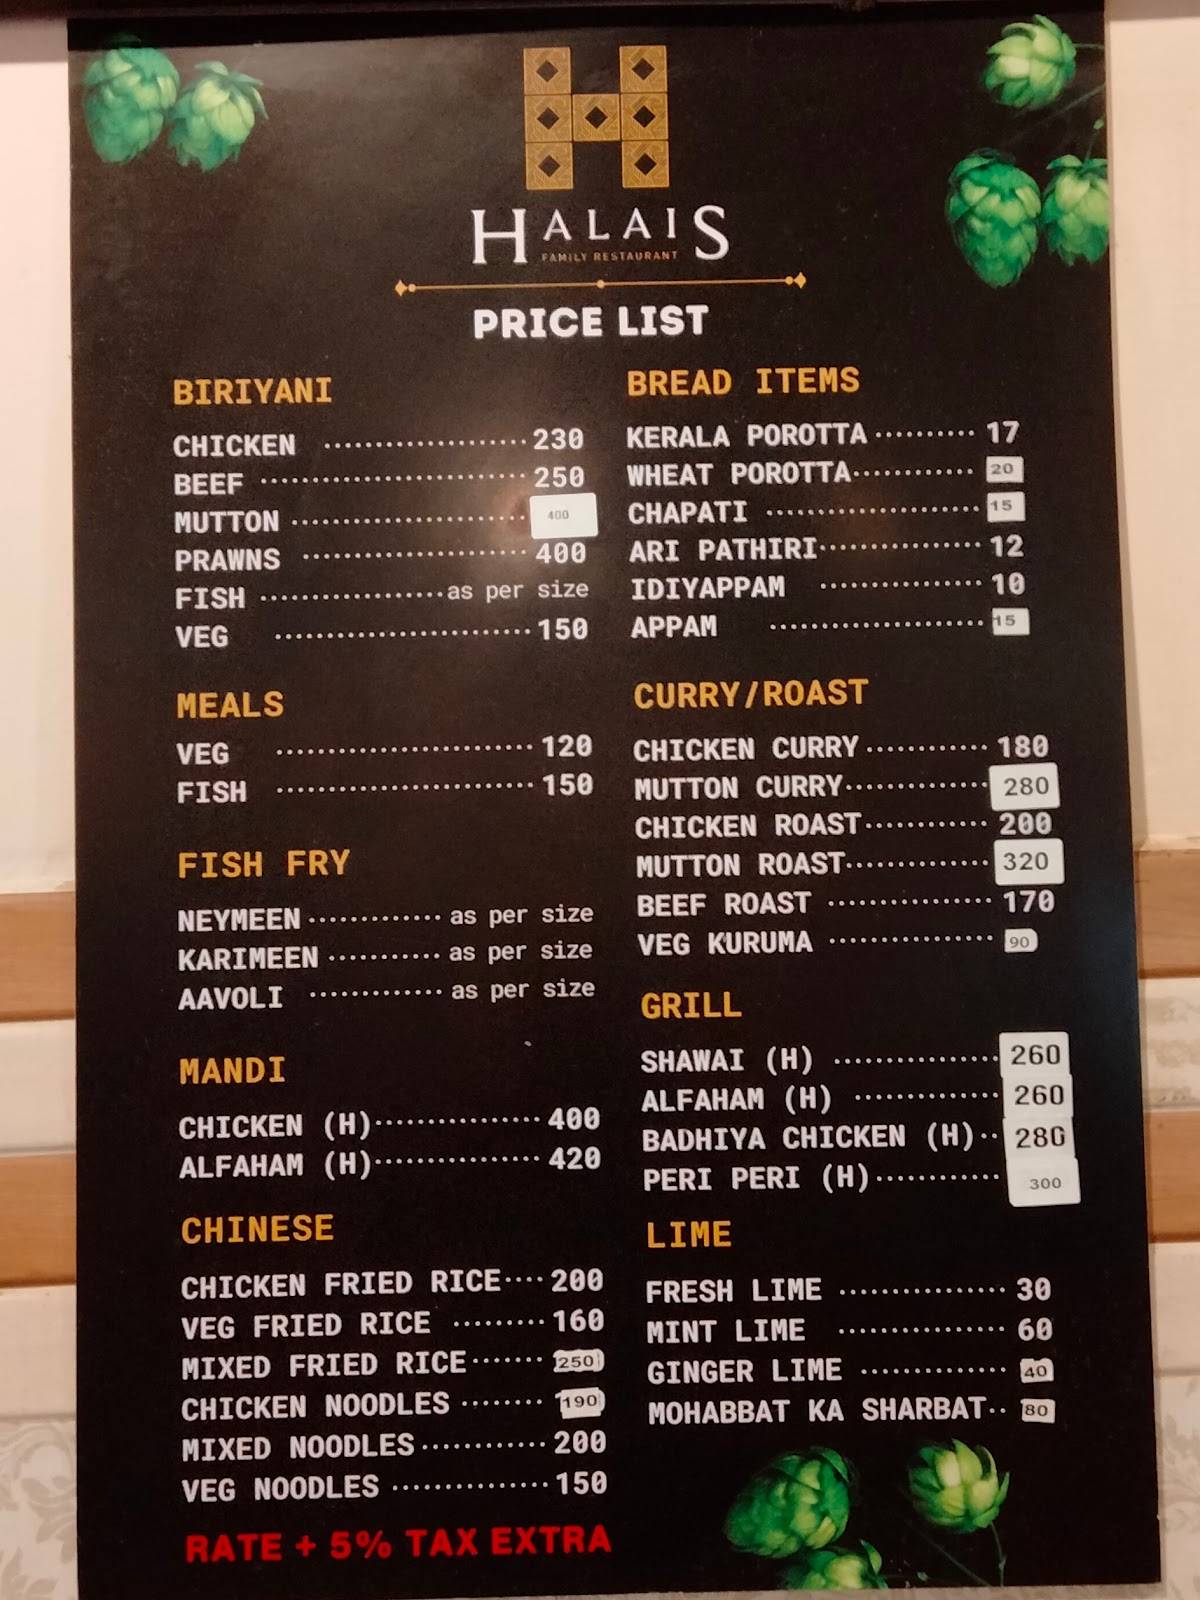 HALAIS
FAMILY RESTAURANT
PRICE LIST
BIRIYANI
CHICKEN 230
BEEF 250
MUTTON 400
PRAWNS 400
FISH as per size
VEG 150
MEALS
VEG 120
FISH 150
FISH FRY
NEYMEEN as per size
KARIMEEN as per size
AAVOLI as per size
MANDI
CHICKEN (H) 400
ALFAHAM (H) 420
CHINESE
CHICKEN FRIED RICE 200
VEG FRIED RICE 160
MIXED FRIED RICE 250
CHICKEN NOODLES 190
MIXED NOODLES 200
VEG NOODLES 150
RATE + 5% TAX EXTRA
BREAD ITEMS
KERALA POROTTA 17
WHEAT POROTTA 20
CHAPATI 15
ARI PATHIRI 12
IDIYAPPAM 10
APPAM 15
CURRY/ROAST
CHICKEN CURRY 180
MUTTON CURRY 280
CHICKEN ROAST 200
MUTTON ROAST 320
BEEF ROAST 170
VEG KURUMA 90
GRILL
SHAWAI (H) 260
ALFAHAM (H) 260
BADHIYA CHICKEN (H) 280
PERI PERI (H) 300
LIME
FRESH LIME 30
MINT LIME 60
GINGER LIME 40
MOHABBAT KA SHARBAT 80